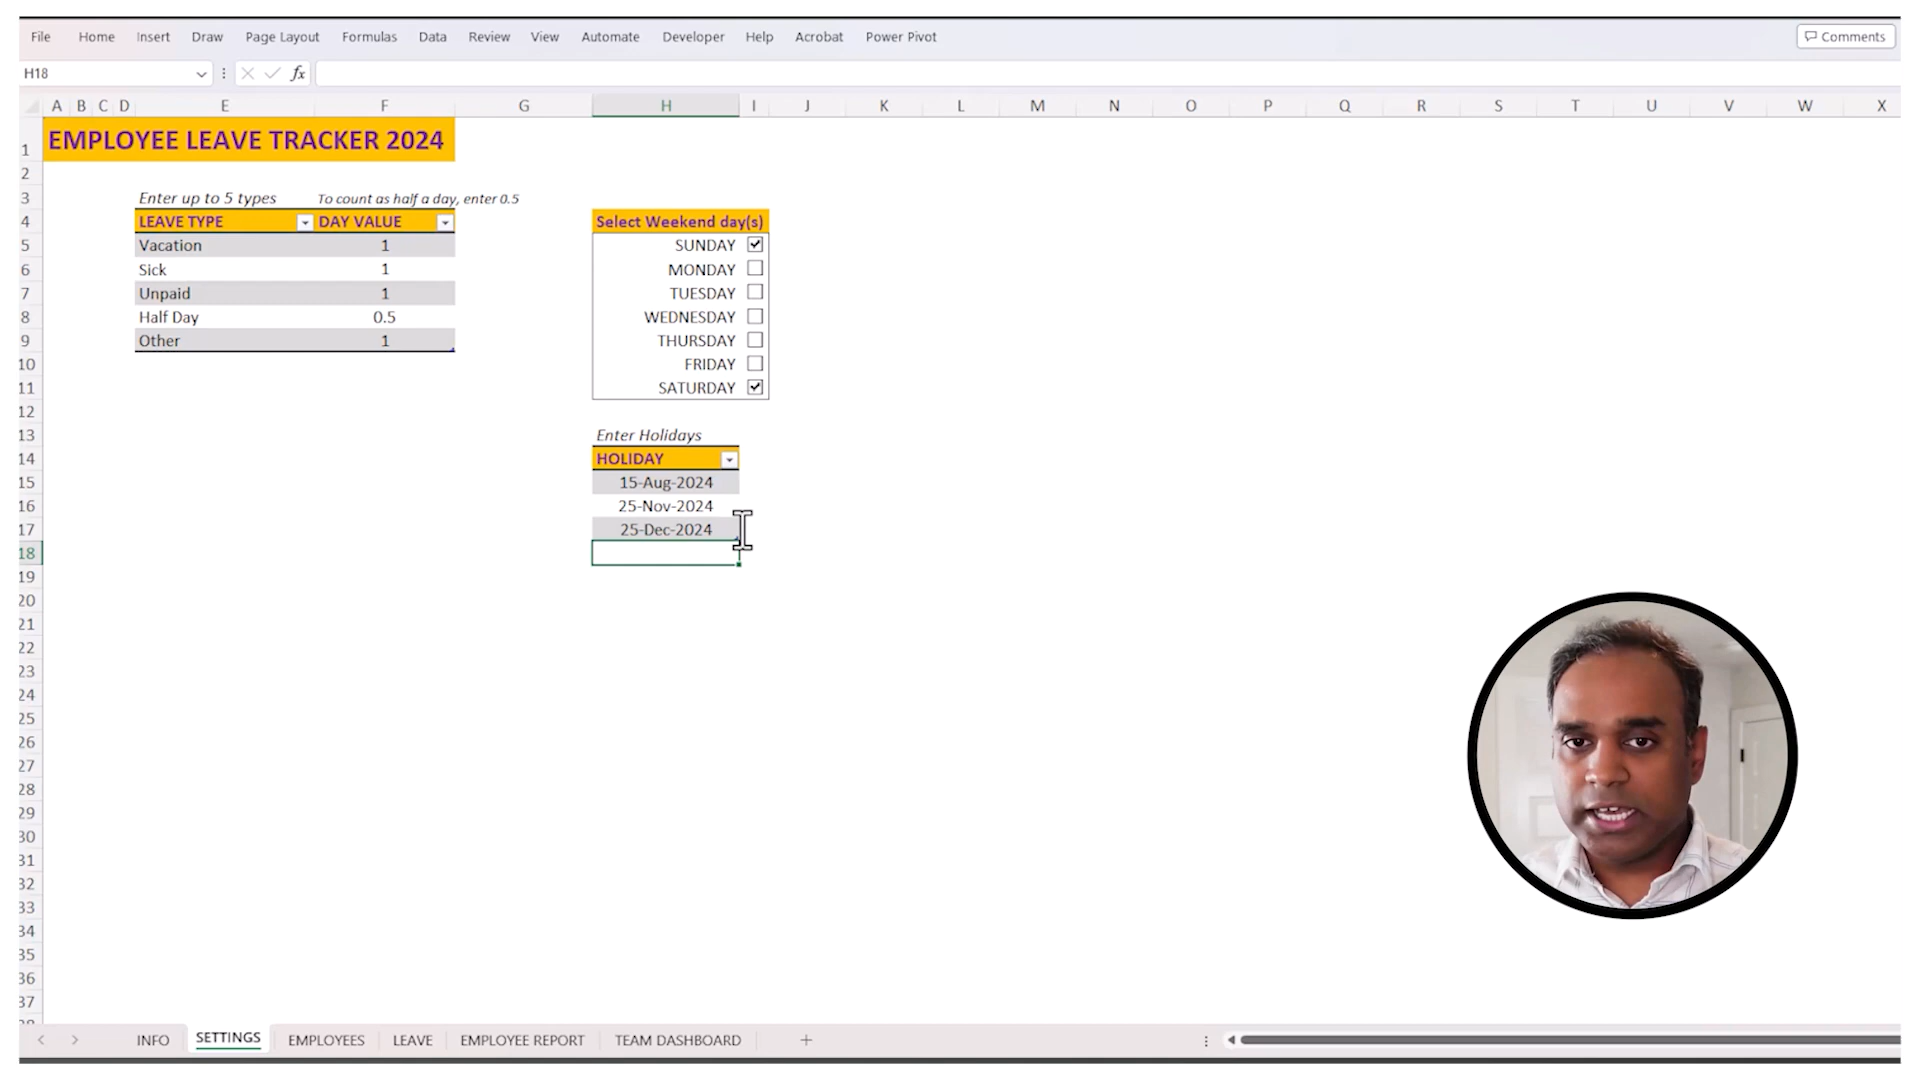 File Home Insert Draw Page Layout Formulas Data Review View Automate Developer Help Acrobat Power Pivot Comments
H18 fx
A B C D E F G H I J K L M N O P Q R S T U V W X
1 EMPLOYEE LEAVE TRACKER 2024
2
3 Enter up to 5 types To count as half a day, enter 0.5
4 LEAVE TYPE DAY VALUE Select Weekend day(s)
5 Vacation 1 SUNDAY
6 Sick 1 MONDAY
7 Unpaid 1 TUESDAY
8 Half Day 0.5 WEDNESDAY
9 Other 1 THURSDAY
10 FRIDAY
11 SATURDAY
12
13 Enter Holidays
14 HOLIDAY
15 15-Aug-2024
16 25-Nov-2024
17 25-Dec-2024
18
19
20
21
22
23
24
25
26
27
28
29
30
31
32
33
34
35
36
37
INFO SETTINGS EMPLOYEES LEAVE EMPLOYEE REPORT TEAM DASHBOARD